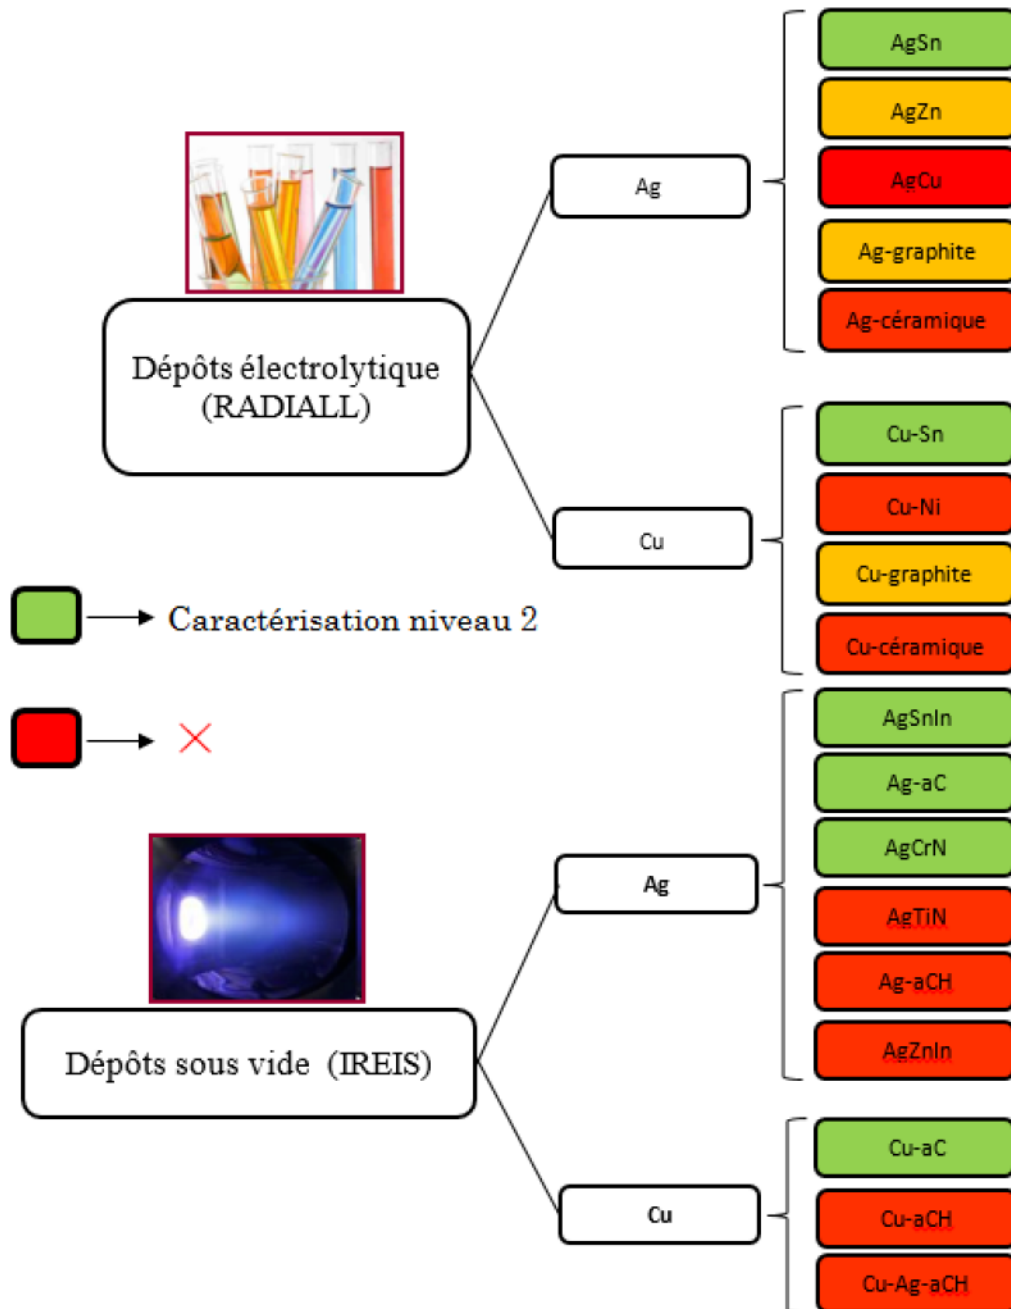 AgSn
AgZn
AgCu
Ag-graphite
Ag-céramique
Ag
Dépôts électrolytique
(RADIALL)
Cu-Sn
Cu-Ni
Cu-graphite
Cu-céramique
Cu
Caractérisation niveau 2
AgSnIn
Ag-aC
AgCrN
AgTiN
Ag-aCH
AgZnIn
Ag
Dépôts sous vide (IREIS)
Cu-aC
Cu-aCH
Cu-Ag-aCH
Cu